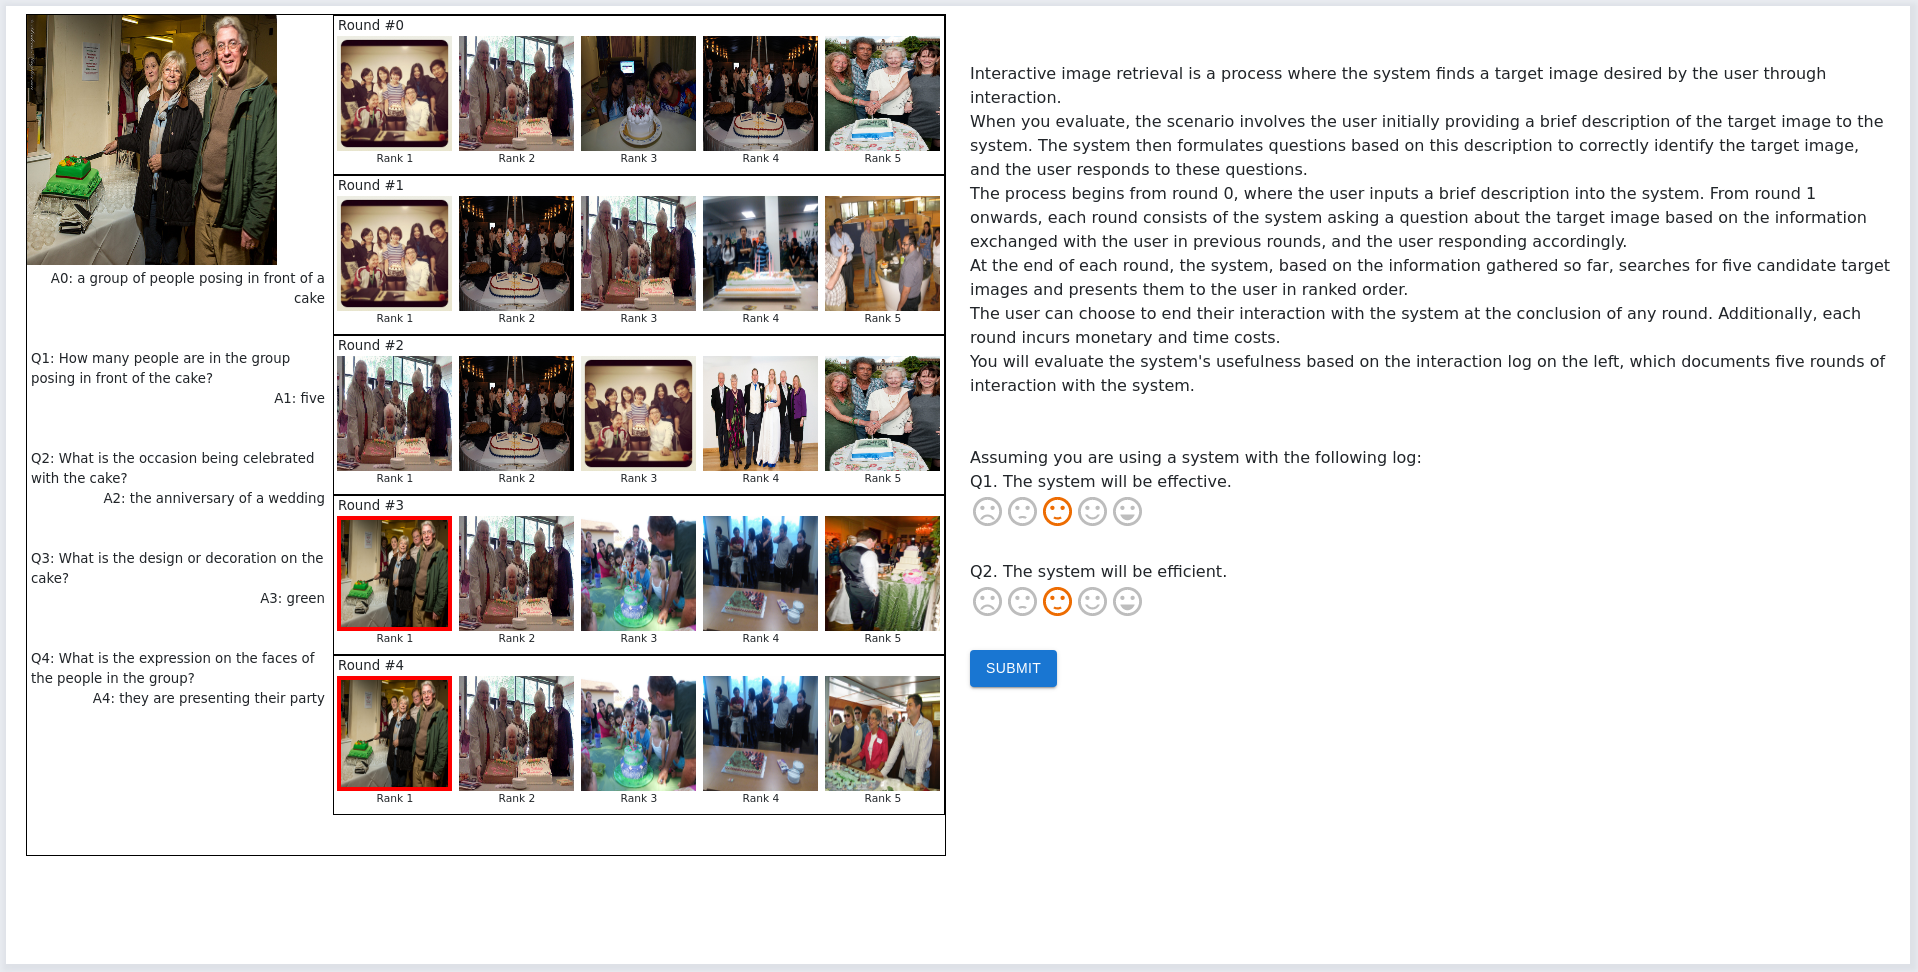 A0: a group of people posing in front of a
cake
Q1: How many people are in the group
posing in front of the cake?
A1: five
Q2: What is the occasion being celebrated
with the cake?
A2: the anniversary of a wedding
Q3: What is the design or decoration on the
cake?
A3: green
Q4: What is the expression on the faces of
the people in the group?
A4: they are presenting their party
Round #0
Rank 1 Rank 2 Rank 3 Rank 4 Rank 5
Round #1
Rank 1 Rank 2 Rank 3 Rank 4 Rank 5
Round #2
Rank 1 Rank 2 Rank 3 Rank 4 Rank 5
Round #3
Rank 1 Rank 2 Rank 3 Rank 4 Rank 5
Round #4
Rank 1 Rank 2 Rank 3 Rank 4 Rank 5
Interactive image retrieval is a process where the system finds a target image desired by the user through
interaction.
When you evaluate, the scenario involves the user initially providing a brief description of the target image to the
system. The system then formulates questions based on this description to correctly identify the target image,
and the user responds to these questions.
The process begins from round 0, where the user inputs a brief description into the system. From round 1
onwards, each round consists of the system asking a question about the target image based on the information
exchanged with the user in previous rounds, and the user responding accordingly.
At the end of each round, the system, based on the information gathered so far, searches for five candidate target
images and presents them to the user in ranked order.
The user can choose to end their interaction with the system at the conclusion of any round. Additionally, each
round incurs monetary and time costs.
You will evaluate the system's usefulness based on the interaction log on the left, which documents five rounds of
interaction with the system.
Assuming you are using a system with the following log:
Q1. The system will be effective.
Q2. The system will be efficient.
SUBMIT